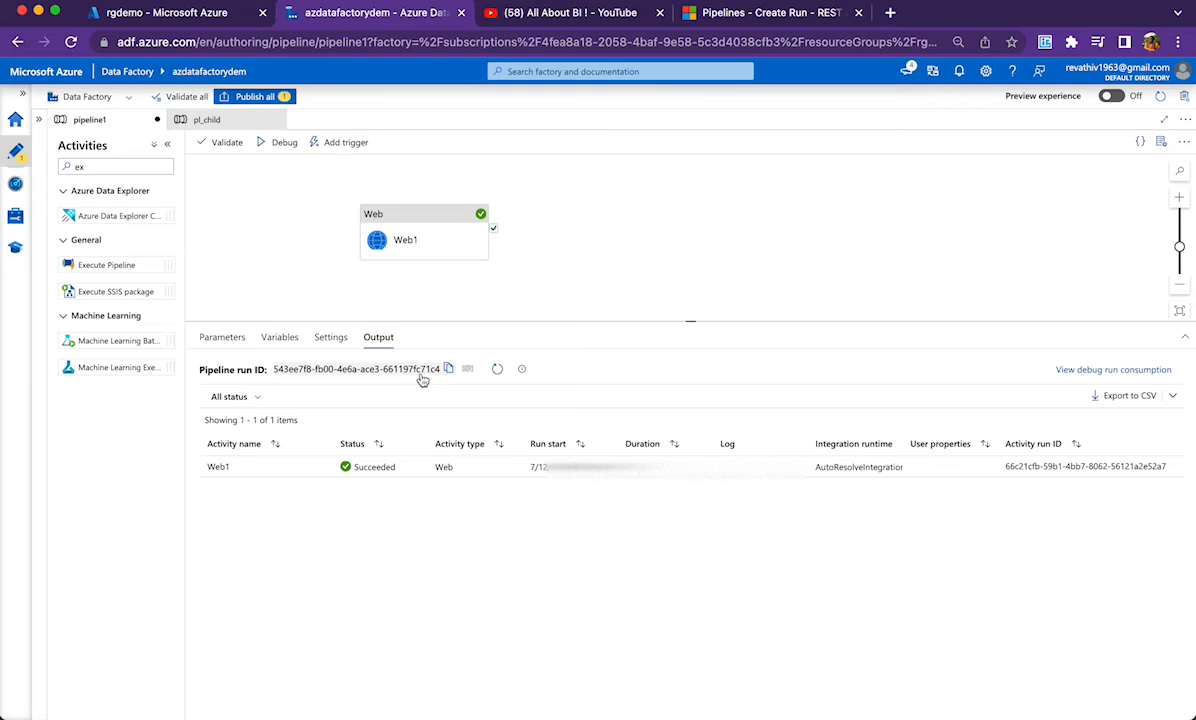 rgdemo - Microsoft Azure
azdatafactorydem - Azure Data
(58) All About BI ! - YouTube
Pipelines - Create Run - REST
adf.azure.com/en/authoring/pipeline/pipeline1?factory=%2Fsubscriptions%2F4fea8a18-2058-4baf-9e58-5c3d4038cfb3%2FresourceGroups%2Frg...
Microsoft Azure
Data Factory
azdatafactorydem
Search factory and documentation
4
revathiv1963@gmail.com
DEFAULT DIRECTORY
Data Factory
Validate all
Publish all 1
Preview experience
Off
pipeline1
pl_child
1
Activities
Validate
Debug
Add trigger
ex
Azure Data Explorer
Azure Data Explorer C...
General
Execute Pipeline
Execute SSIS package
Machine Learning
Machine Learning Bat...
Machine Learning Exe...
Web
Web1
Parameters
Variables
Settings
Output
Pipeline run ID: 543ee7f8-fb00-4e6a-ace3-661197fc71c4
View debug run consumption
All status
Export to CSV
Showing 1 - 1 of 1 items
Activity name
Status
Activity type
Run start
Duration
Log
Integration runtime
User properties
Activity run ID
Web1
Succeeded
Web
7/12
AutoResolveIntegration
66c21cfb-59b1-4bb7-8062-56121a2e52a7